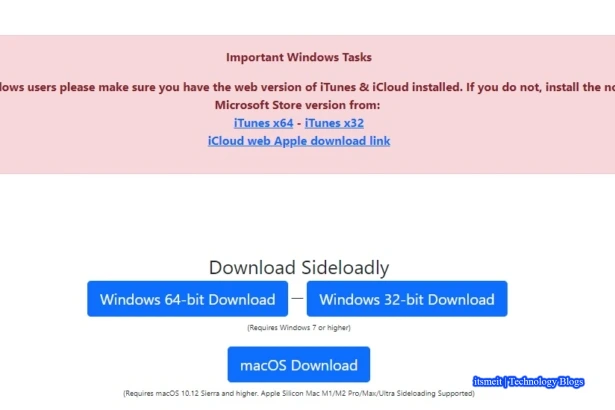 Important Windows Tasks
users please make sure you have the web version of iTunes & iCloud installed. If you do not, install the
Microsoft Store version from:
iTunes x64 - iTunes x32
iCloud web Apple download link
Download Sideloadly
Windows 64-bit Download — Windows 32-bit Download
(Requires Windows 7 or higher)
macOS Download
itsmeit | Technology Blogs
(Requires macOS 10.12 Sierra and higher. Apple Silicon Mac M1/M2 Pro/Max/Ultra Sideloading Supported)